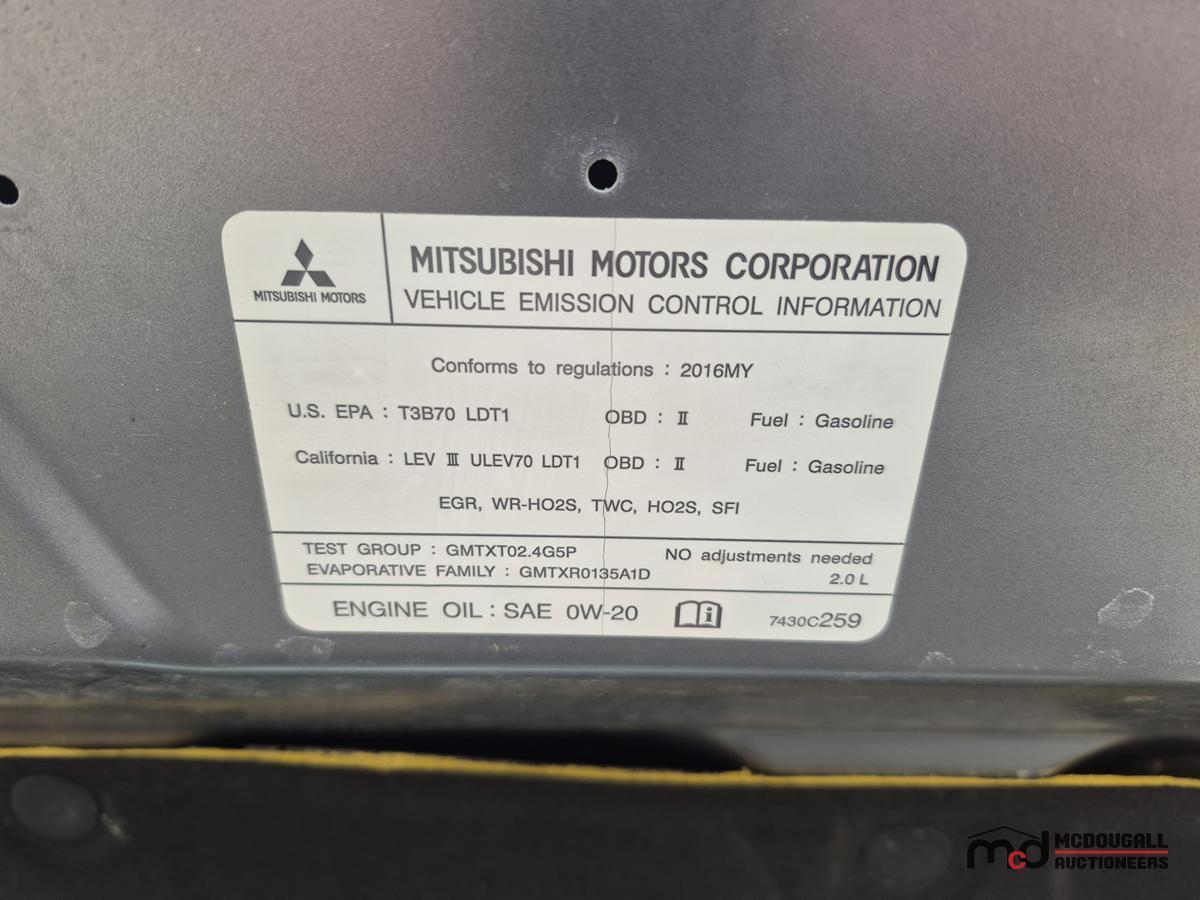 MITSUBISHI MOTORS
MITSUBISHI MOTORS CORPORATION
VEHICLE EMISSION CONTROL INFORMATION
Conforms to regulations : 2016MY
U.S. EPA : T3B70 LDT1 OBD : Ⅱ Fuel : Gasoline
California : LEV Ⅲ ULEV70 LDT1 OBD : Ⅱ Fuel : Gasoline
EGR, WR-HO2S, TWC, HO2S, SFI
TEST GROUP : GMTXT02.4G5P NO adjustments needed
EVAPORATIVE FAMILY : GMTXR0135A1D 2.0 L
ENGINE OIL : SAE 0W-20 7430C259
mcd MCDOUGALL
AUCTIONEERS